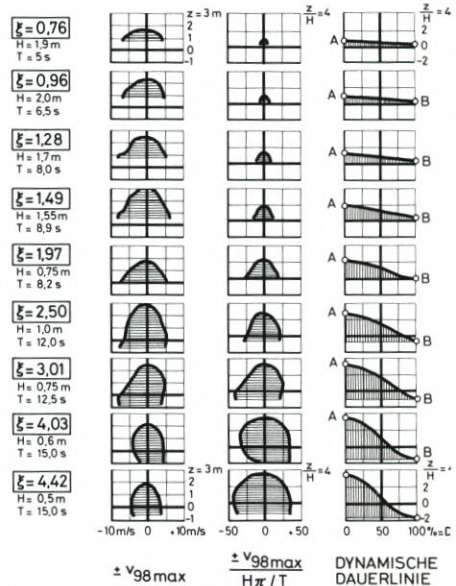 ξ=0,76
H = 1,9 m
T = 5 s
z = 3 m
2
1
0
-1
z/H = 4
A
B
z/H = 4
2
0
-2
ξ=0,96
H = 2,0 m
T = 6,5 s
A
B
ξ=1,28
H = 1,7 m
T = 8,0 s
A
B
ξ=1,49
H = 1,55 m
T = 8,9 s
A
B
ξ=1,97
H = 0,75 m
T = 8,2 s
A
B
ξ=2,50
H = 1,0 m
T = 12,0 s
A
B
ξ=3,01
H = 0,75 m
T = 12,5 s
A
B
ξ=4,03
H = 0,6 m
T = 15,0 s
A
B
ξ=4,42
H = 0,5 m
T = 15,0 s
z = 3 m
2
1
0
-1
z/H = 4
z/H = 4
2
0
-2
-10 m/s 0 10 m/s
-50 0 50
0 50 100 %
± v98max
± v98max
Hπ/T
DYNAMISCHE
DAUERLINIE